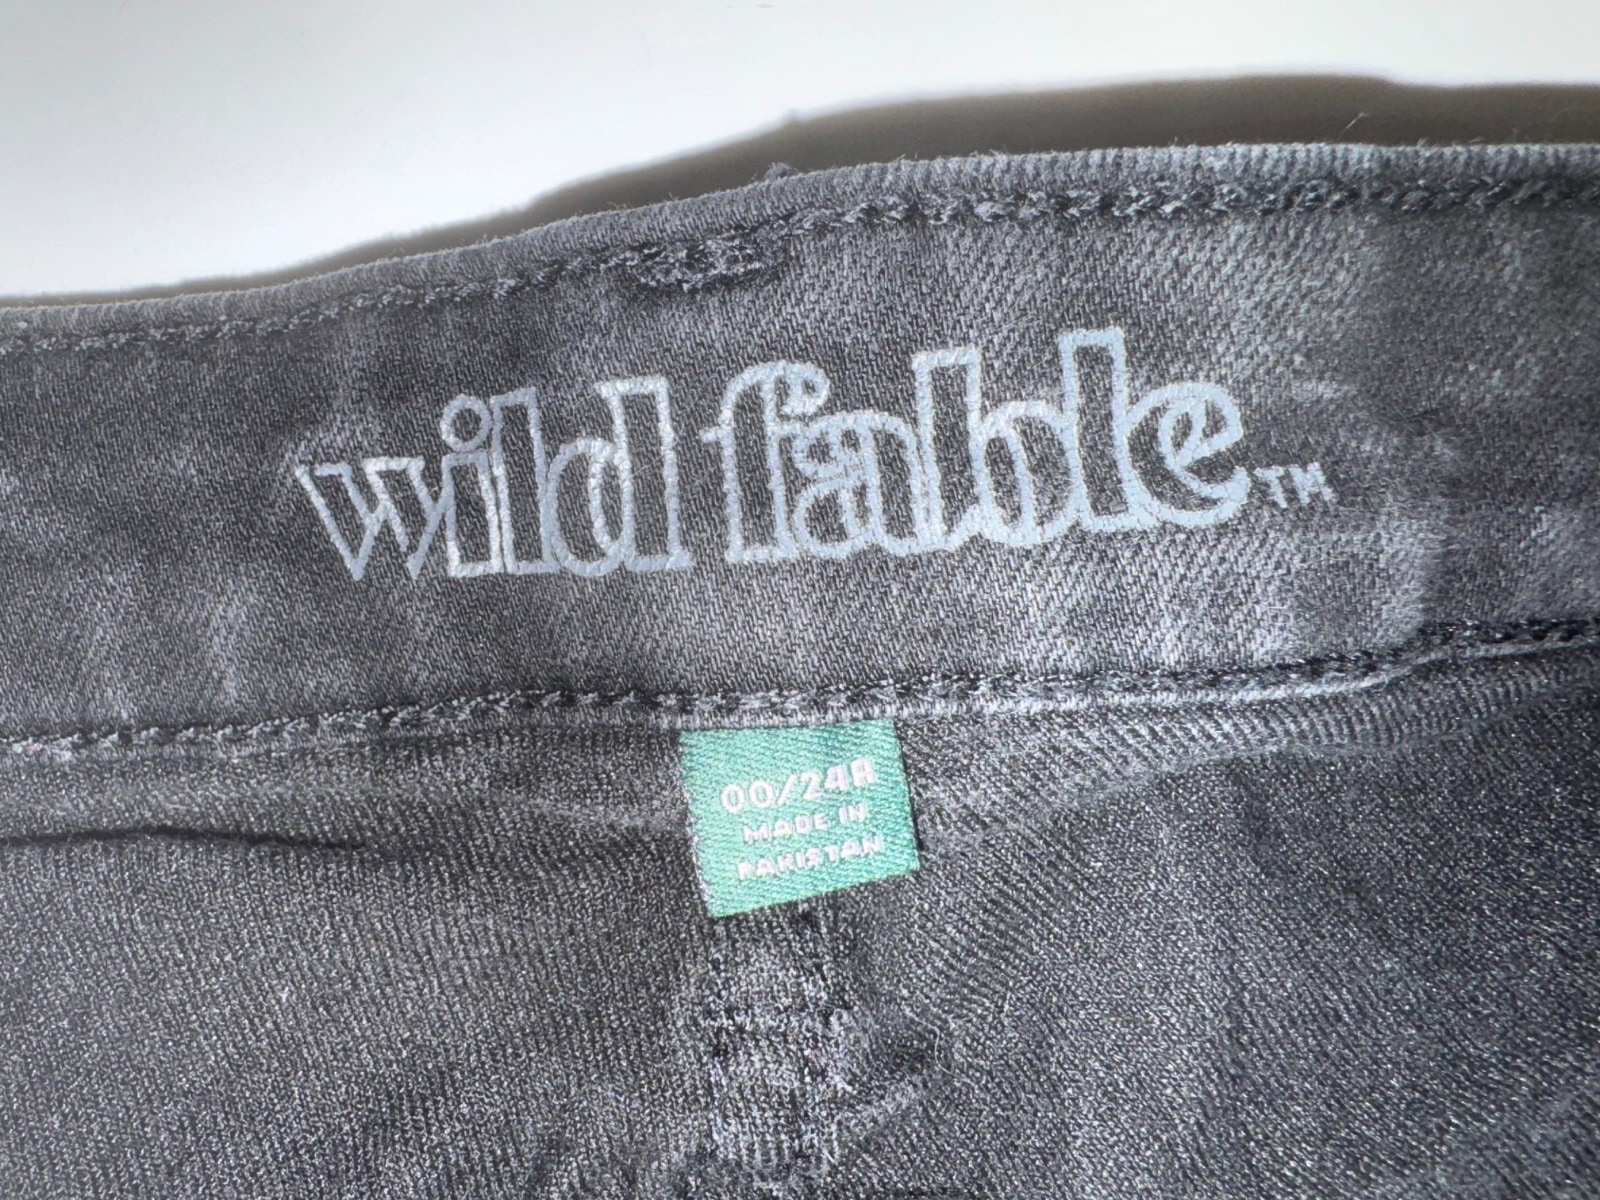 wild fable™
00/24R
MADE IN
PAKISTAN